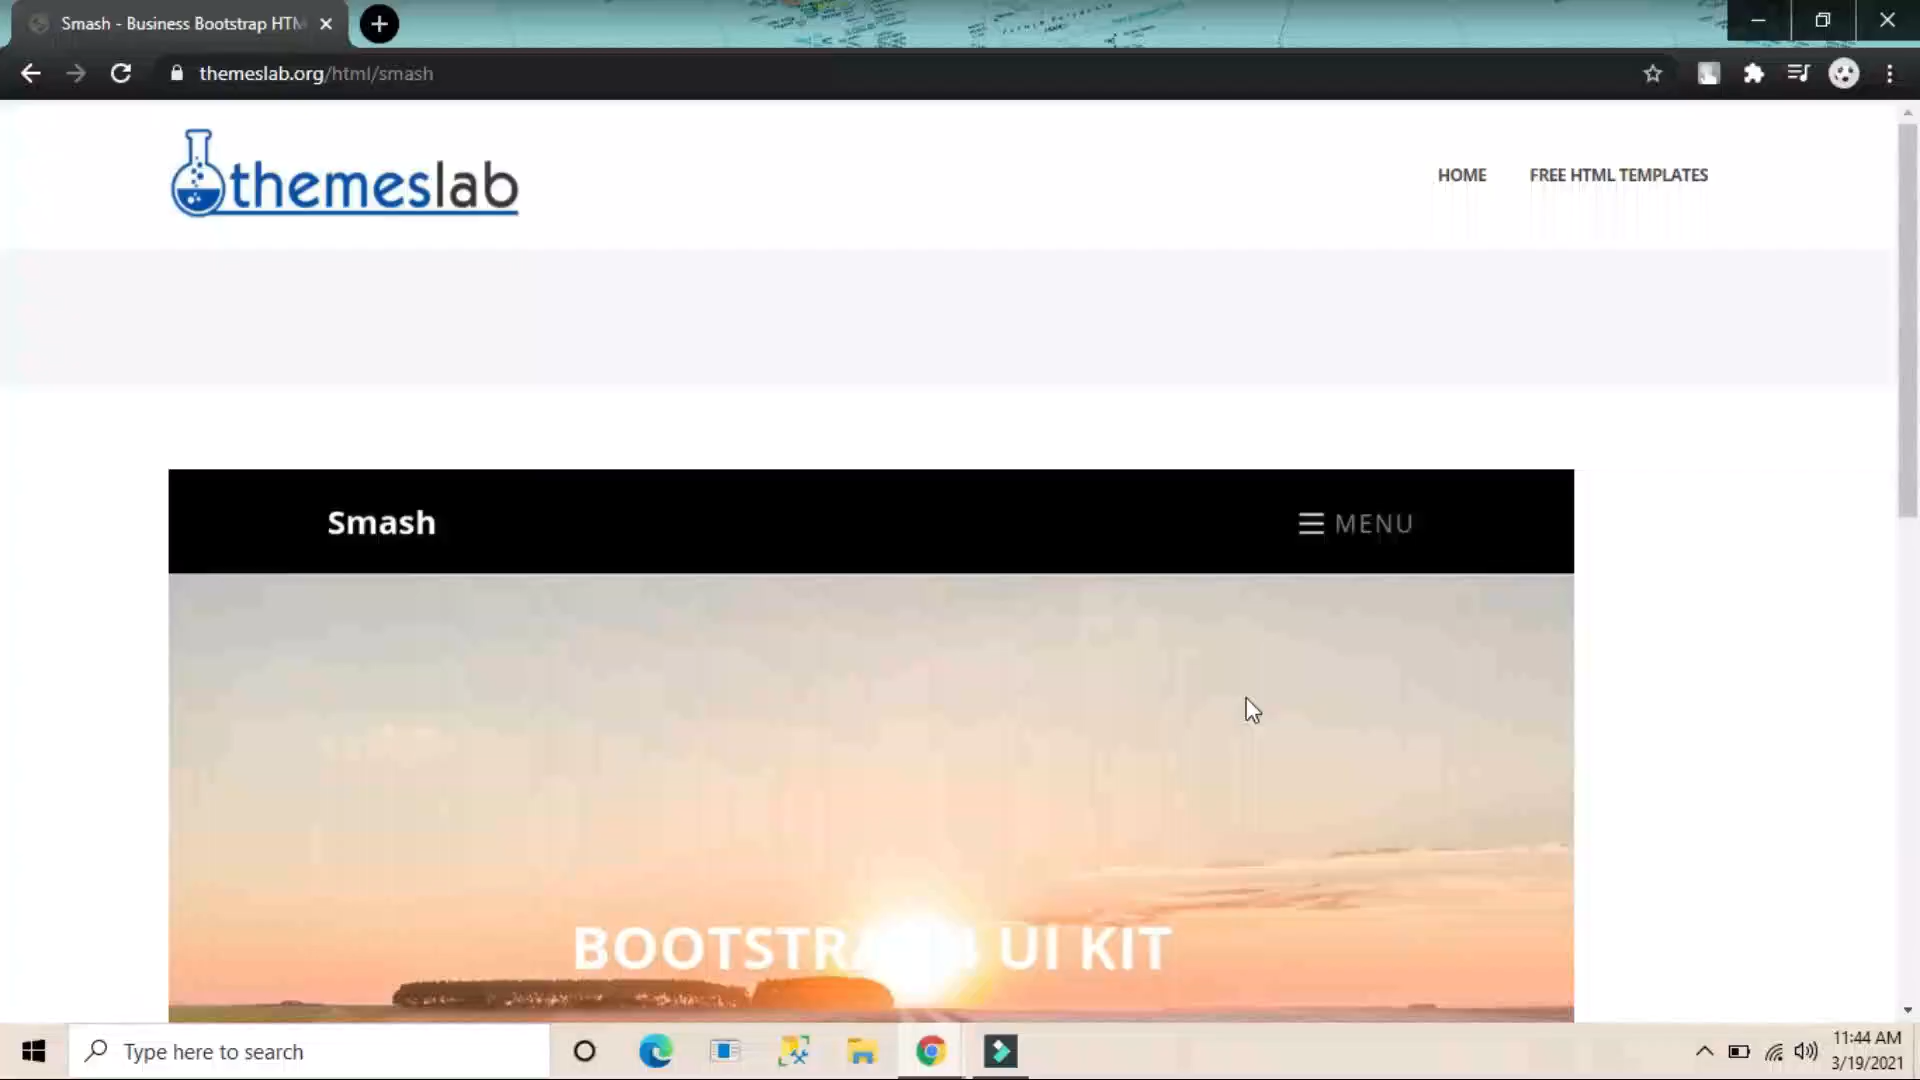 Smash - Business Bootstrap HTM
themeslab.org/html/smash
themeslab
HOME
FREE HTML TEMPLATES
Smash
MENU
UI KIT
Type here to search
11:44 AM
3/19/2021